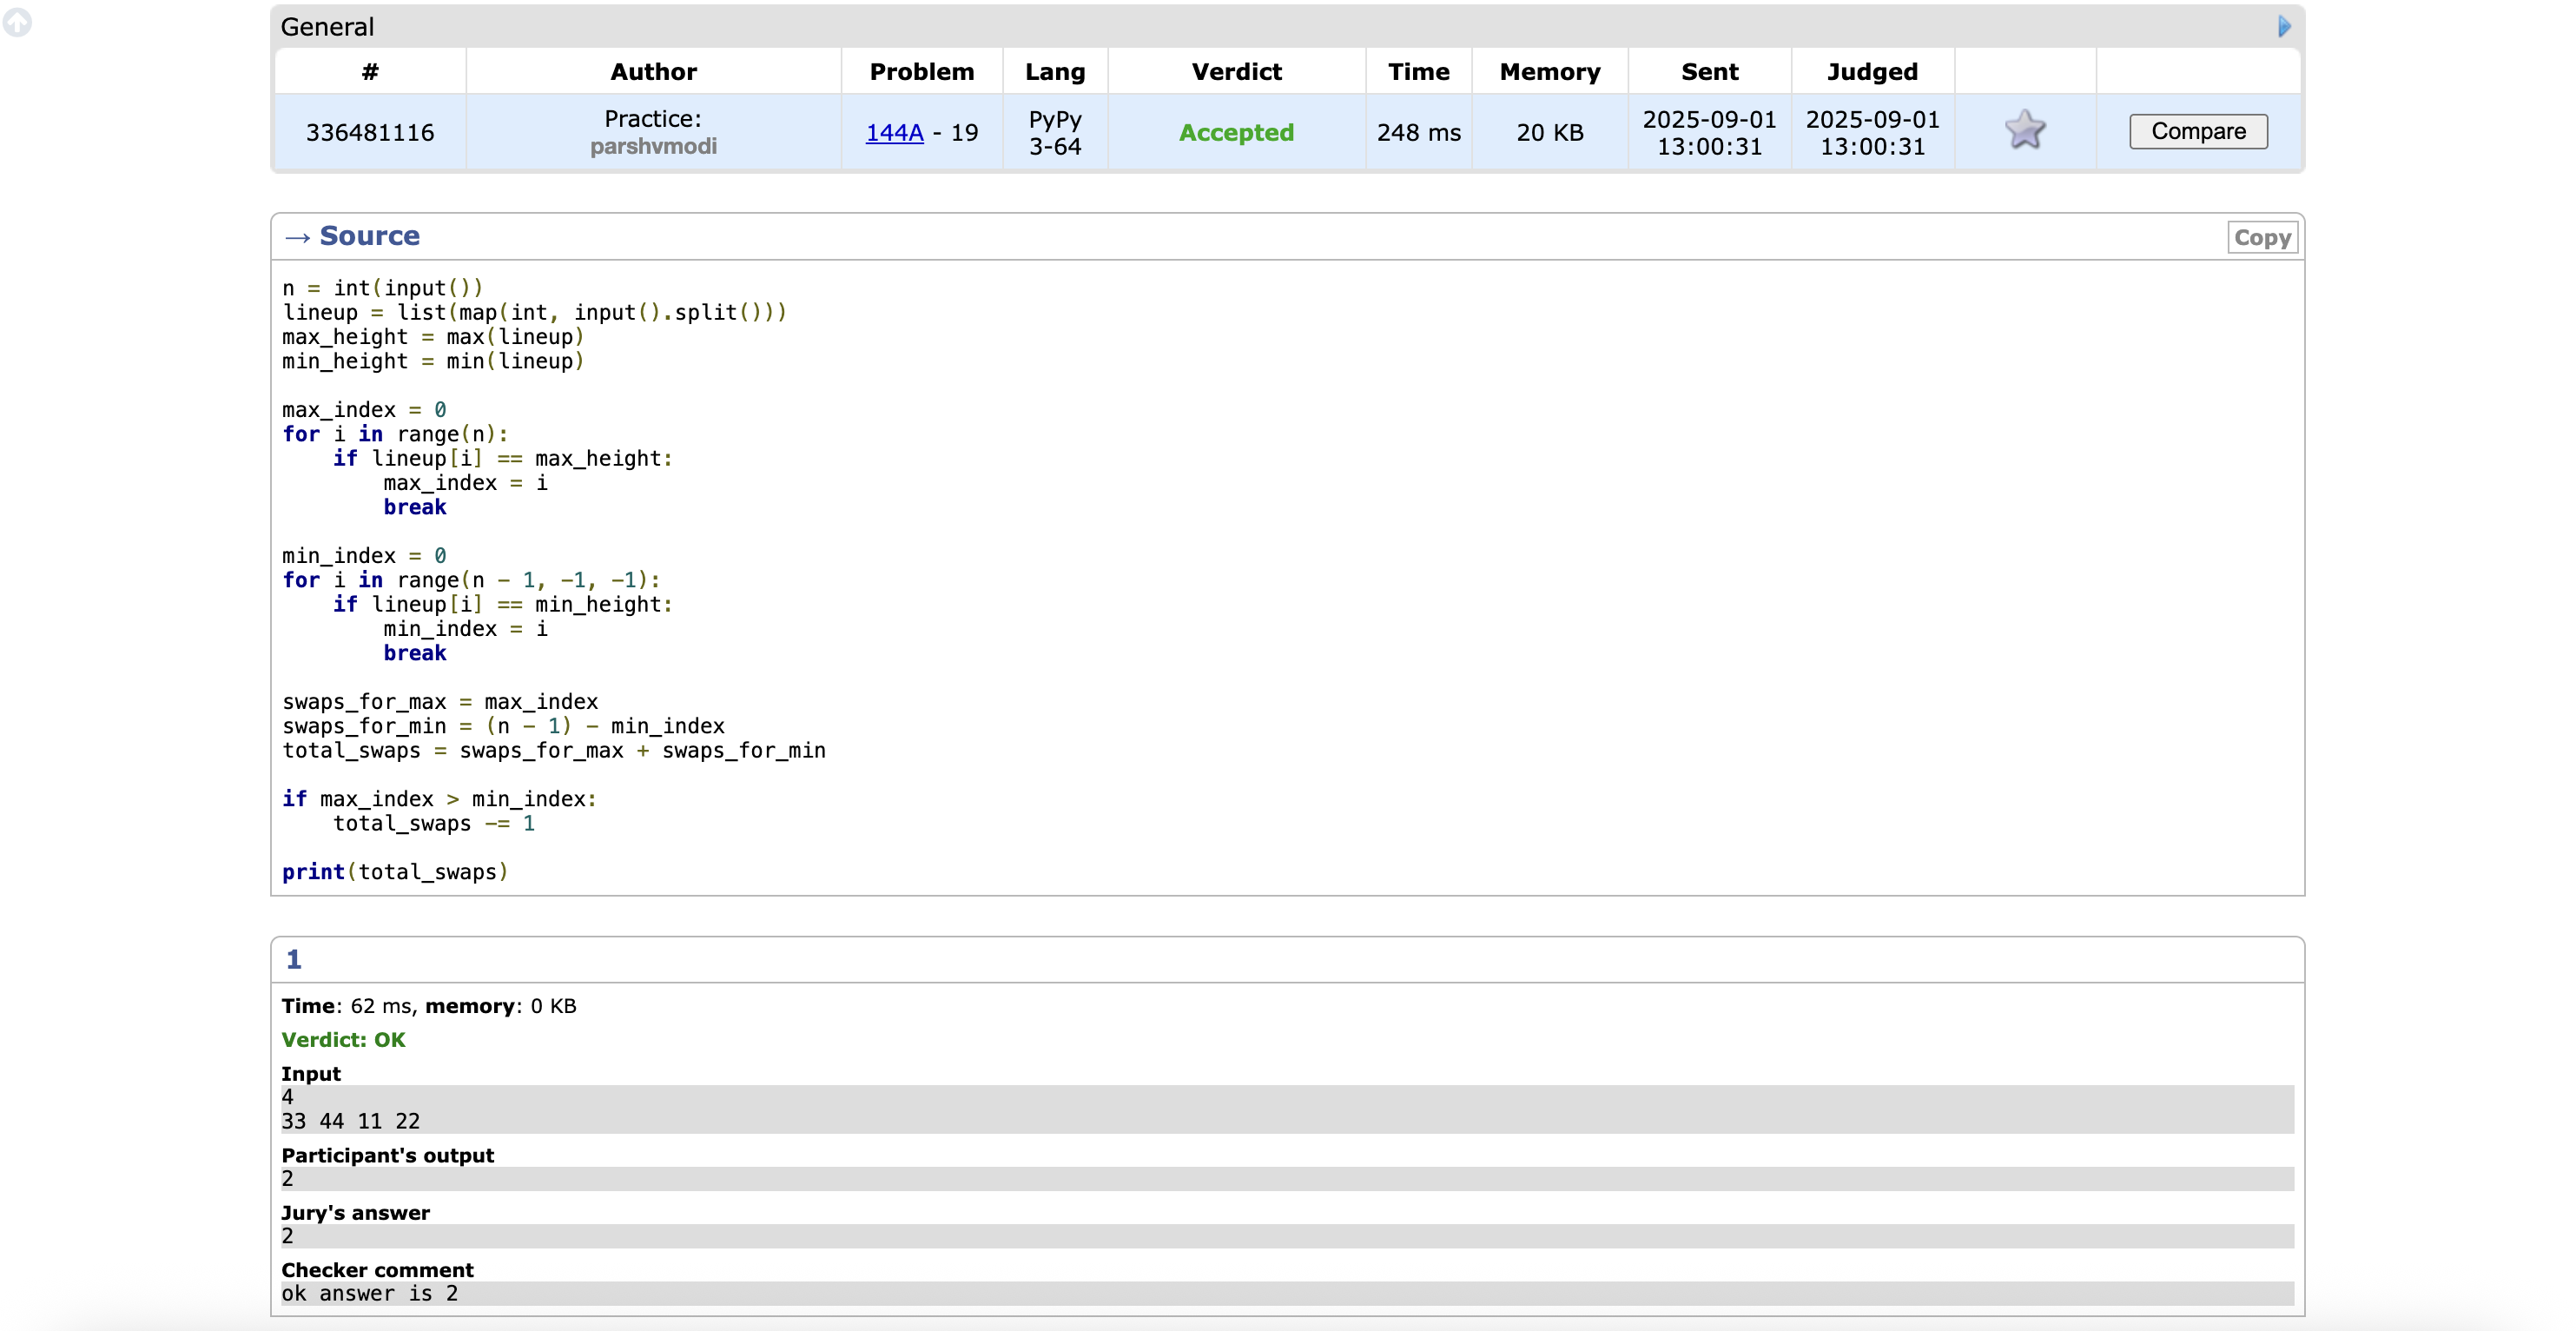 General
# Author Problem Lang Verdict Time Memory Sent Judged
336481116 Practice: parshvmodi 144A - 19 PyPy 3-64 Accepted 248 ms 20 KB 2025-09-01 13:00:31 2025-09-01 13:00:31 Compare
→ Source Copy
n = int(input())
lineup = list(map(int, input().split()))
max_height = max(lineup)
min_height = min(lineup)

max_index = 0
for i in range(n):
    if lineup[i] == max_height:
        max_index = i
        break

min_index = 0
for i in range(n - 1, -1, -1):
    if lineup[i] == min_height:
        min_index = i
        break

swaps_for_max = max_index
swaps_for_min = (n - 1) - min_index
total_swaps = swaps_for_max + swaps_for_min

if max_index > min_index:
    total_swaps -= 1

print(total_swaps)
1
Time: 62 ms, memory: 0 KB
Verdict: OK
Input
4
33 44 11 22
Participant's output
2
Jury's answer
2
Checker comment
ok answer is 2